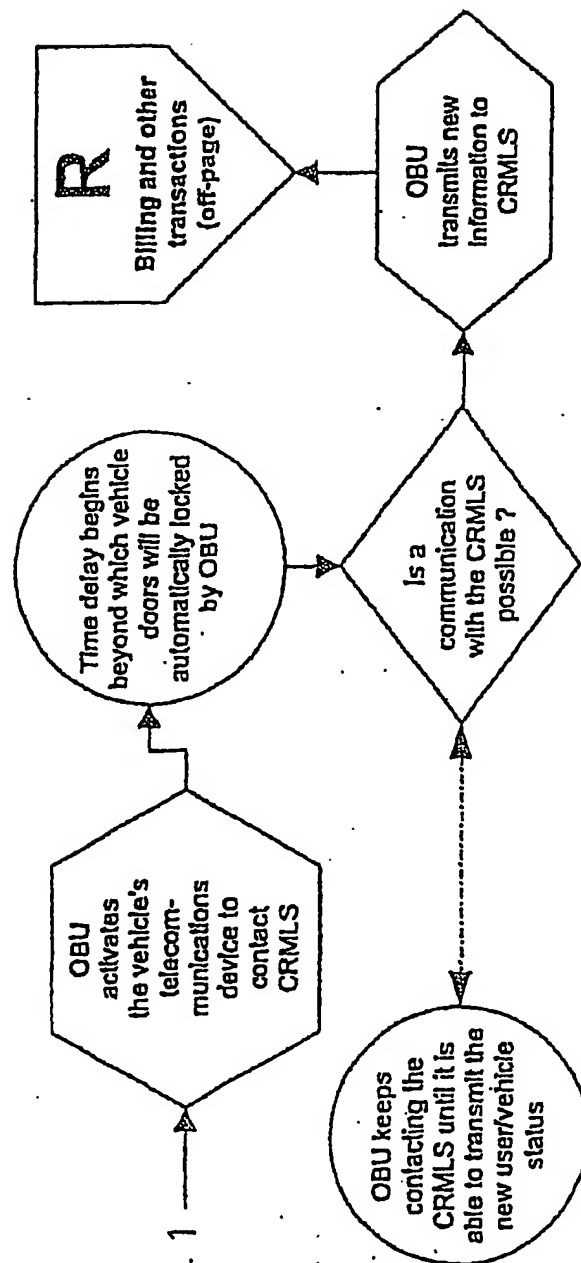 1
OBU
activates
the vehicle's
telecom-
munications
device to
contact
CRMLS
Time delay begins
beyond which vehicle
doors will be
automatically locked
by OBU
Is a
communication
with the CRMLS
possible ?
OBU keeps
contacting the
CRMLS until it is
able to transmit the
new user/vehicle
status
OBU
transmits new
information to
CRMLS
R
Billing and other
transactions
(off-page)